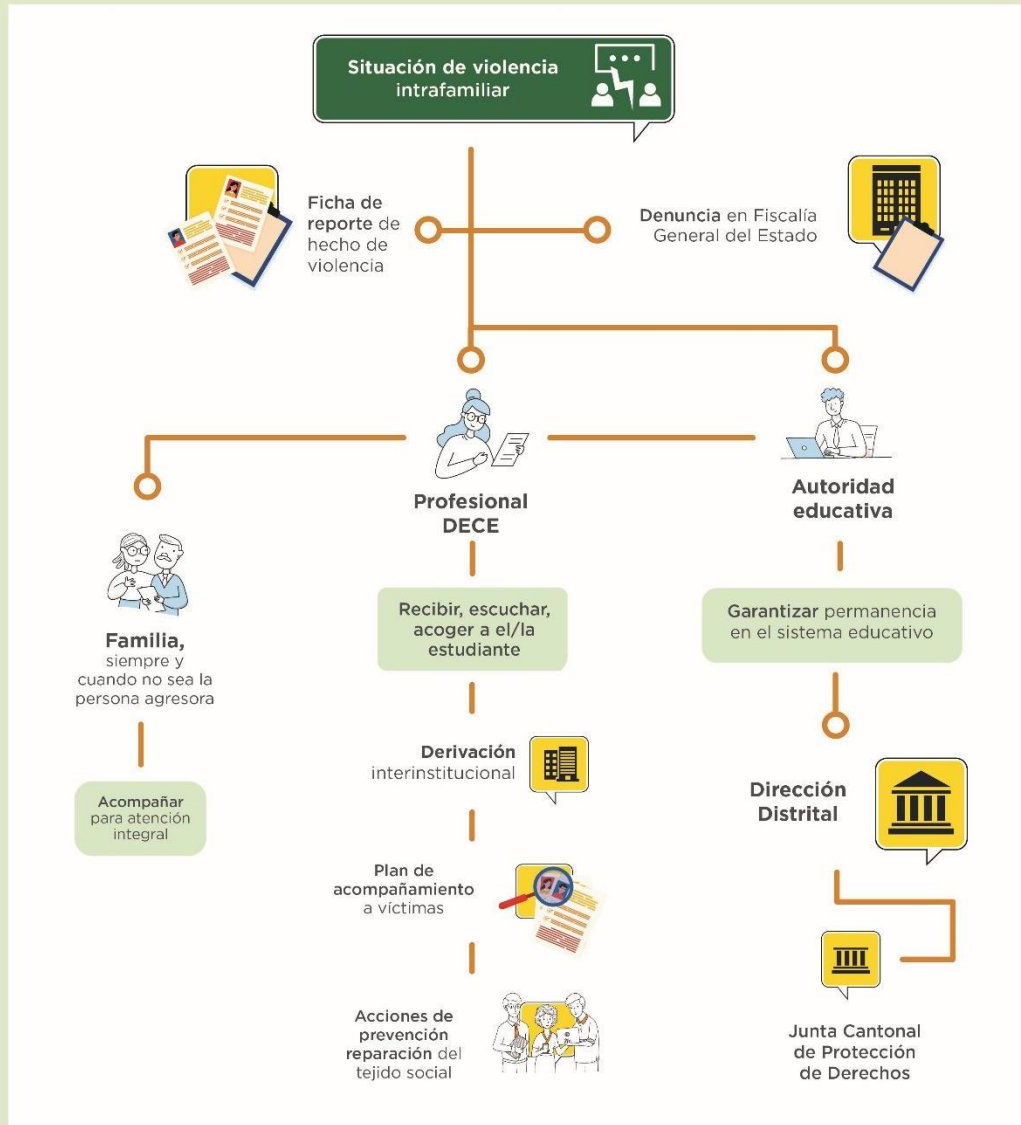 Situación de violencia
intrafamiliar
Ficha de
reporte de
hecho de
violencia
Denuncia en Fiscalía
General del Estado
Profesional
DECE
Autoridad
educativa
Familia,
siempre y
cuando no sea la
persona agresora
Recibir, escuchar,
acoger a el/la
estudiante
Garantizar permanencia
en el sistema educativo
Acompañar
para atención
integral
Derivación
interinstitucional
Dirección
Distrital
Plan de
acompañamiento
a víctimas
Acciones de
prevención
reparación del
tejido social
Junta Cantonal
de Protección
de Derechos